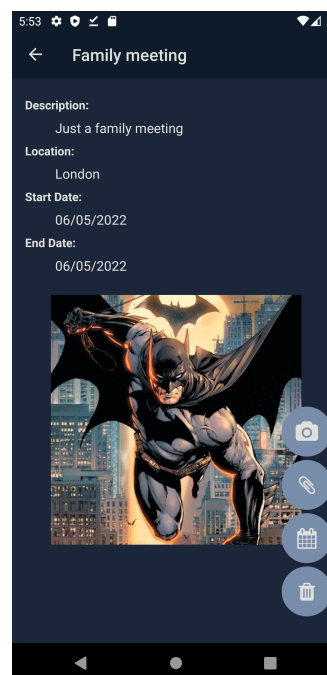 5:53
Family meeting
Description:
Just a family meeting
Location:
London
Start Date:
06/05/2022
End Date:
06/05/2022